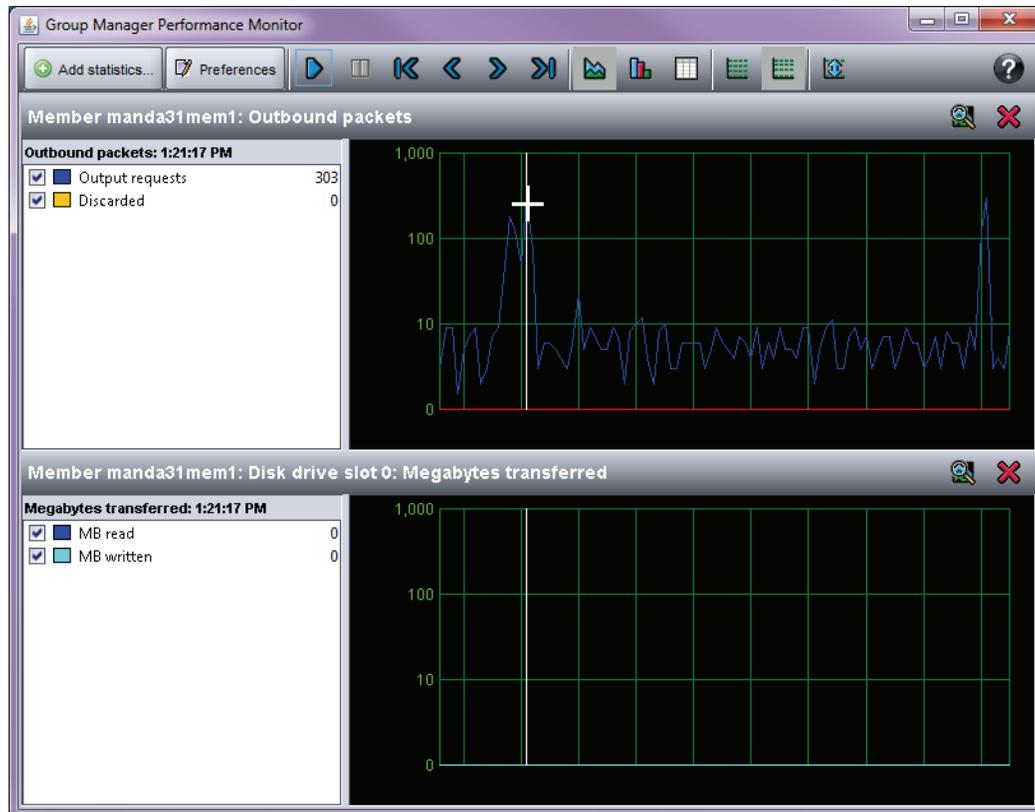 Group Manager Performance Monitor
Add statistics... Preferences ?
Member manda31mem1: Outbound packets
Outbound packets: 1:21:17 PM
Output requests 303
Discarded 0
1,000
100
10
0
Member manda31mem1: Disk drive slot 0: Megabytes transferred
Megabytes transferred: 1:21:17 PM
MB read 0
MB written 0
1,000
100
10
0